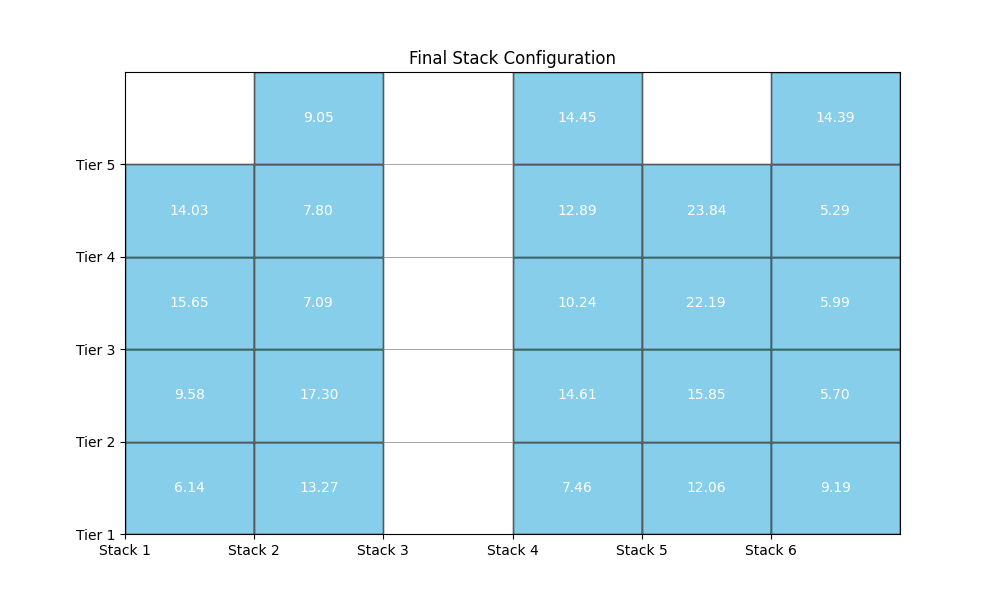 Final Stack Configuration
9.05 14.45 14.39
Tier 5
14.03 7.80 12.89 23.84 5.29
Tier 4
15.65 7.09 10.24 22.19 5.99
Tier 3
9.58 17.30 14.61 15.85 5.70
Tier 2
6.14 13.27 7.46 12.06 9.19
Tier 1
Stack 1 Stack 2 Stack 3 Stack 4 Stack 5 Stack 6